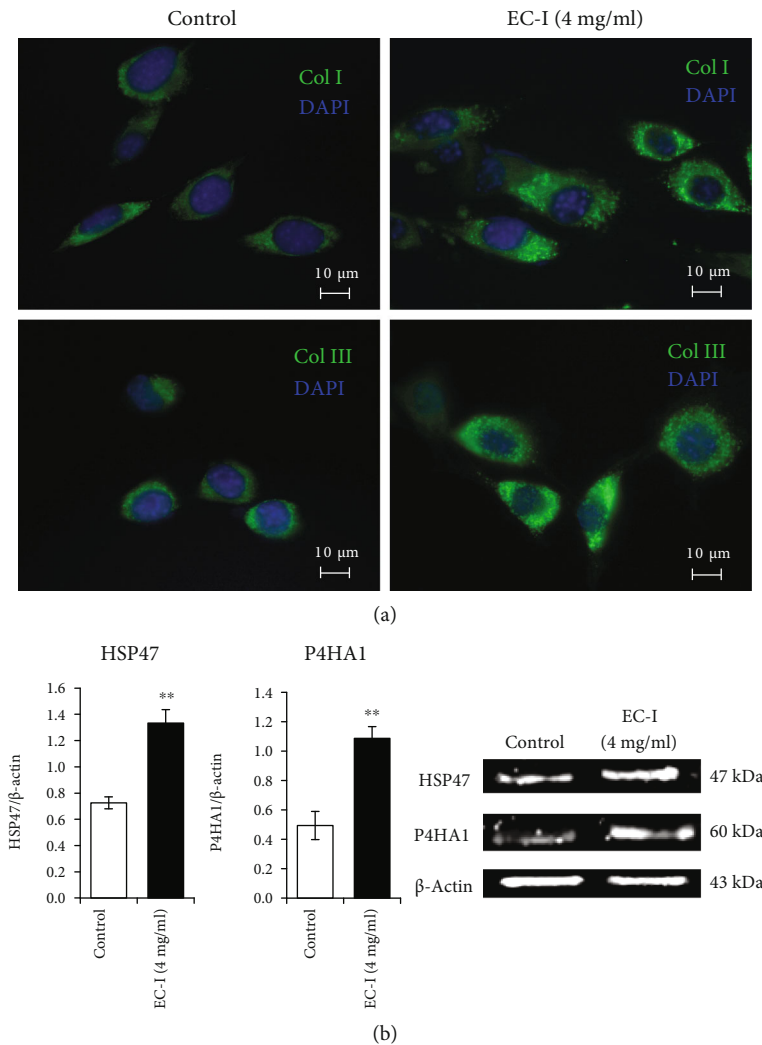 Control
EC-I (4 mg/ml)
Col I
DAPI
10 µm
Col I
DAPI
10 µm
Col III
DAPI
10 µm
Col III
DAPI
10 µm
(a)
HSP47
HSP47/β-actin
1.6
1.4
1.2
1.0
0.8
0.6
0.4
0.2
0.0
**
Control
EC-I (4 mg/ml)
P4HA1
P4HA1/β-actin
1.4
1.2
1.0
0.8
0.6
0.4
0.2
0.0
**
Control
EC-I (4 mg/ml)
Control
EC-I
(4 mg/ml)
HSP47
47 kDa
P4HA1
60 kDa
β-Actin
43 kDa
(b)